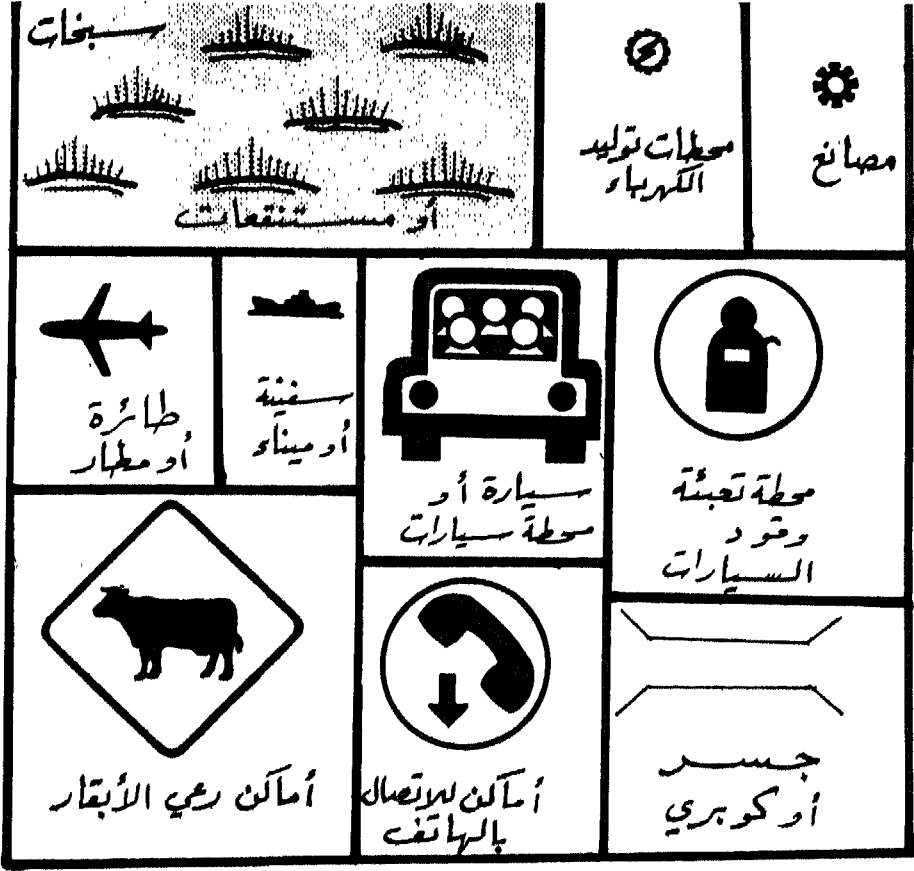 مصانع
محطات توليد
الكهرباء
سبخات
أو مستنقعات
محطة تعبئة
وقود
السيارات
سيارة أو
محطة سيارات
سفينة
أو ميناء
طائرة
أو مطار
جسر
أو كوبري
أماكن للاتصال
بالهاتف
أماكن رعي الأبقار